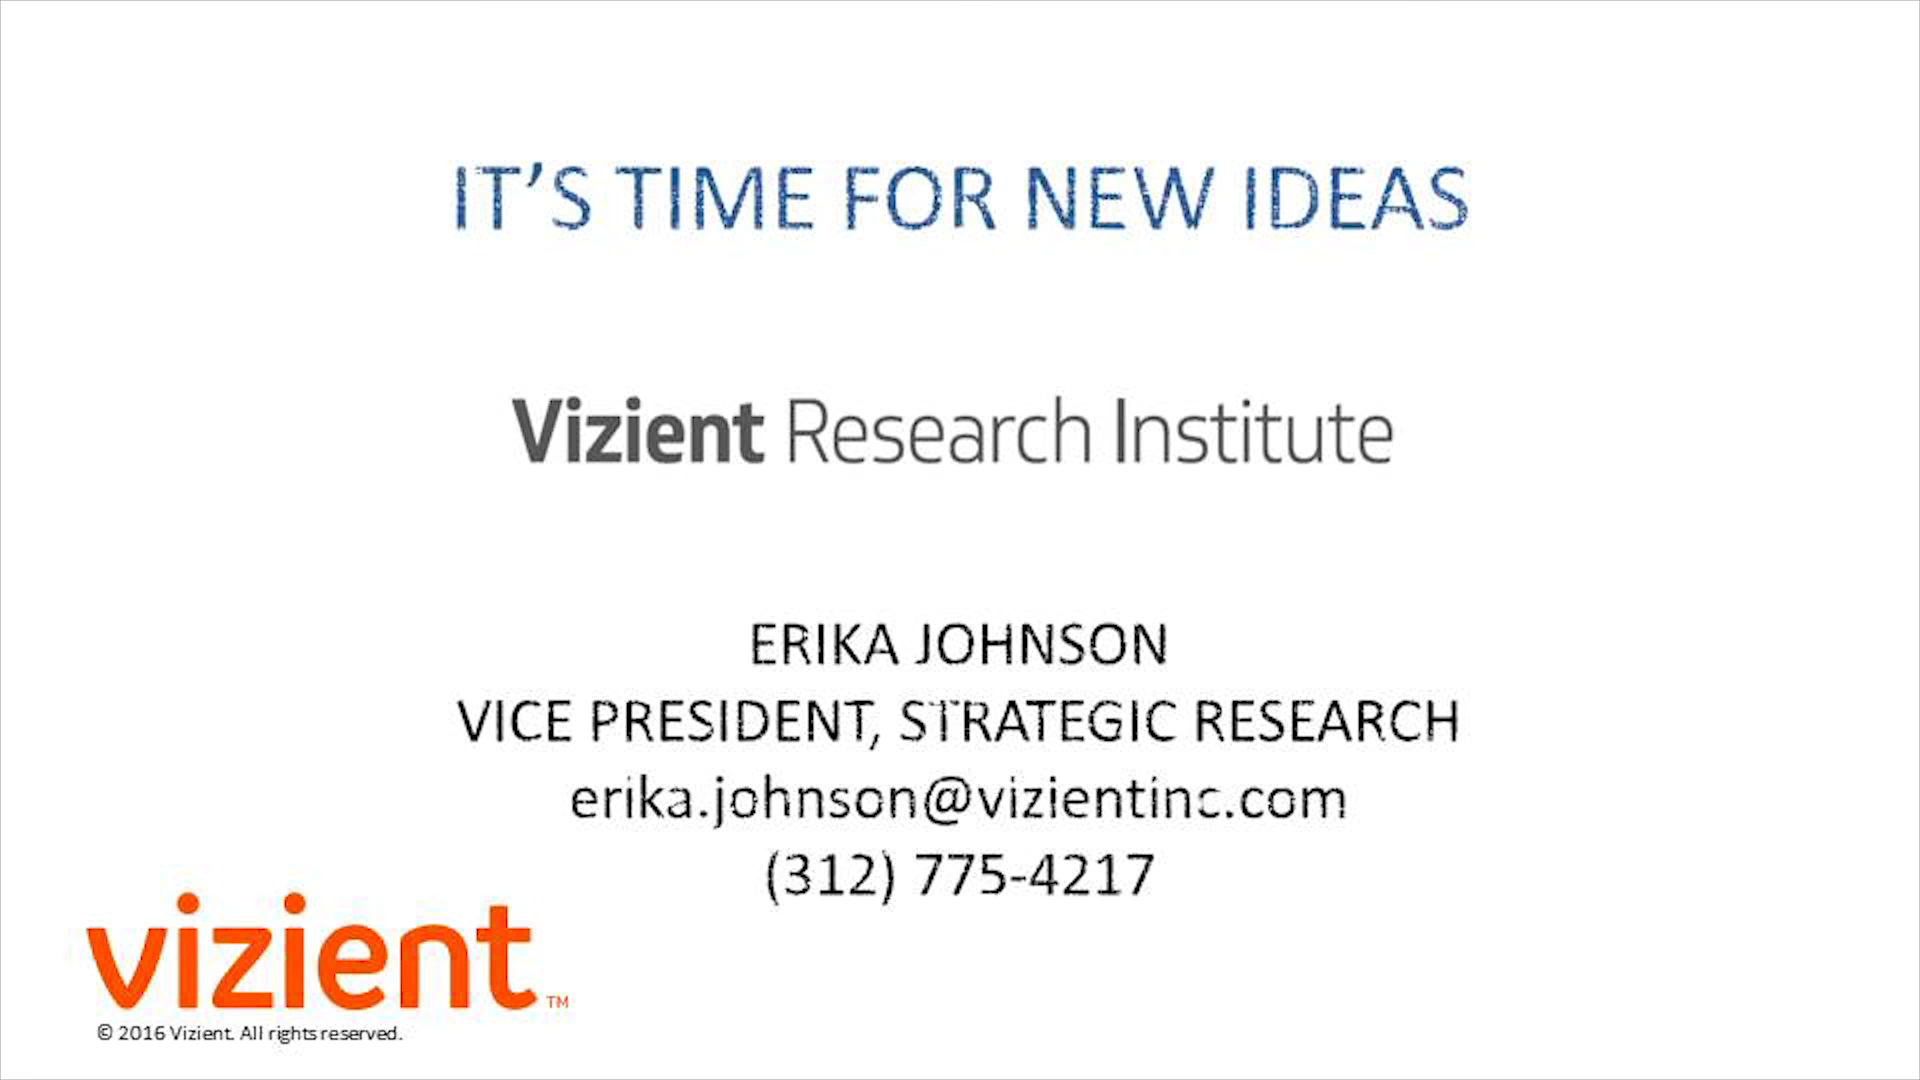 IT’S TIME FOR NEW IDEAS
Vizient Research Institute
ERIKA JOHNSON
VICE PRESIDENT, STRATEGIC RESEARCH
erika.johnson@vizientinc.com
(312) 775-4217
vizient™
© 2016 Vizient. All rights reserved.